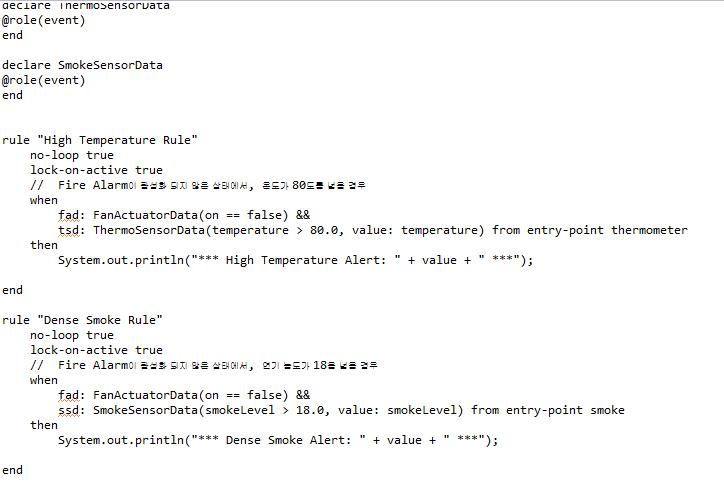 declare ThermoSensorData
@role(event)
end
declare SmokeSensorData
@role(event)
end
rule "High Temperature Rule"
no-loop true
lock-on-active true
// Fire Alarm이 활성화 되지 않은 상태에서, 온도가 80도를 넘을 경우
when
fad: FanActuatorData(on == false) &&
tsd: ThermoSensorData(temperature > 80.0, value: temperature) from entry-point thermometer
then
System.out.println("*** High Temperature Alert: " + value + " ***");
end
rule "Dense Smoke Rule"
no-loop true
lock-on-active true
// Fire Alarm이 활성화 되지 않은 상태에서, 연기 농도가 18을 넘을 경우
when
fad: FanActuatorData(on == false) &&
ssd: SmokeSensorData(smokeLevel > 18.0, value: smokeLevel) from entry-point smoke
then
System.out.println("*** Dense Smoke Alert: " + value + " ***");
end